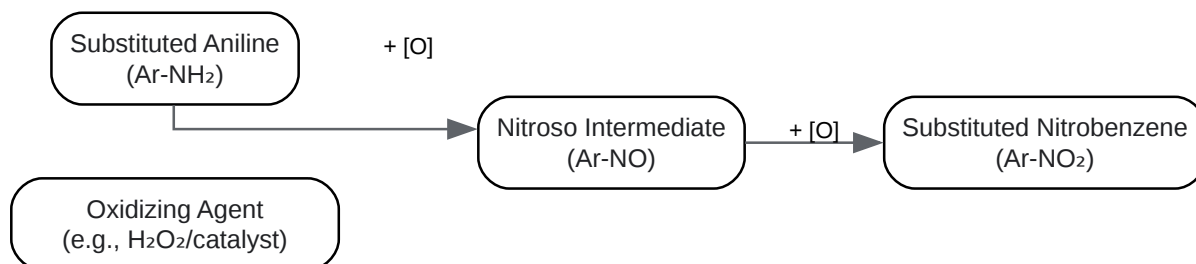 Substituted Aniline
(Ar-NH₂)
+ [O]
Nitroso Intermediate
(Ar-NO)
+ [O]
Substituted Nitrobenzene
(Ar-NO₂)
Oxidizing Agent
(e.g., H₂O₂/catalyst)